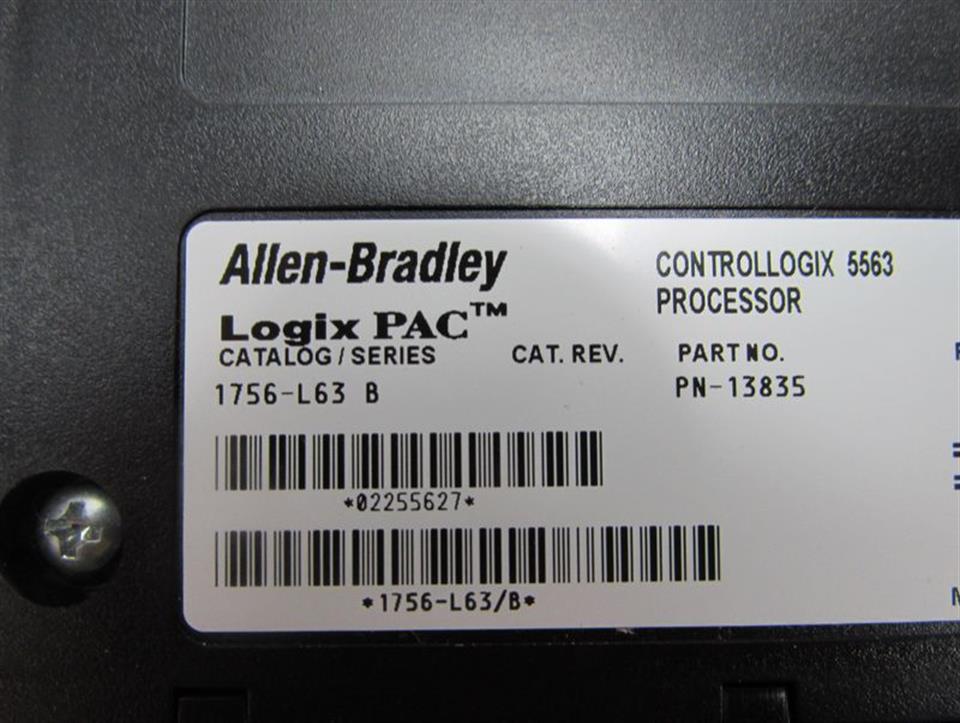 Allen-Bradley
Logix PAC™
CONTROLLOGIX 5563
PROCESSOR
CATALOG / SERIES CAT. REV. PART NO.
1756-L63 B PN-13835
*02255627*
*1756-L63/B*